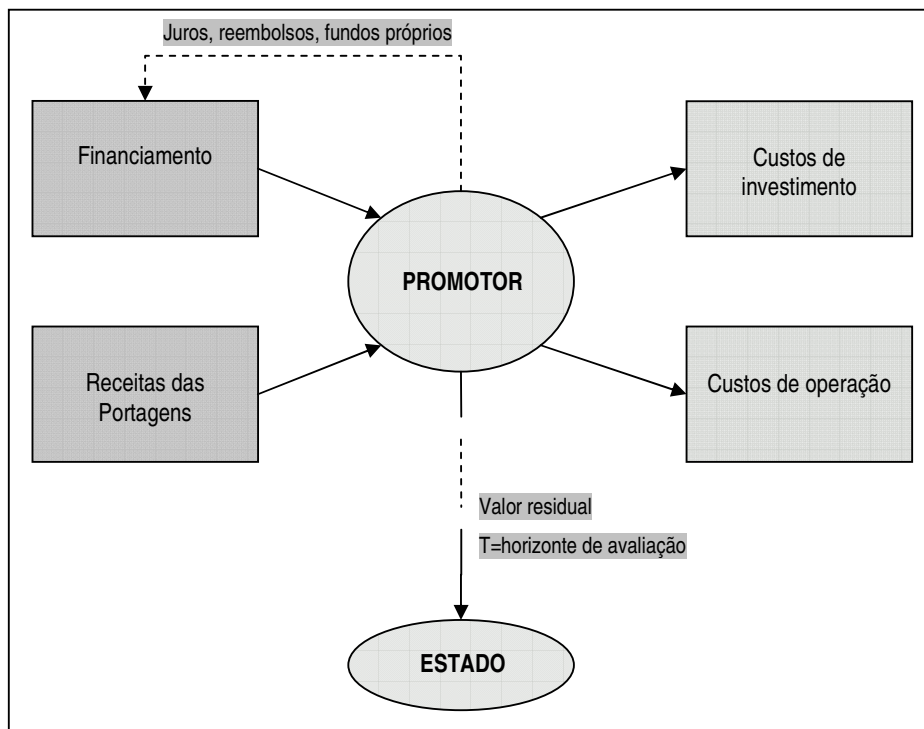 Juros, reembolsos, fundos próprios
Financiamento
Custos de
investimento
PROMOTOR
Receitas das
Portagens
Custos de operação
Valor residual
T=horizonte de avaliação
ESTADO